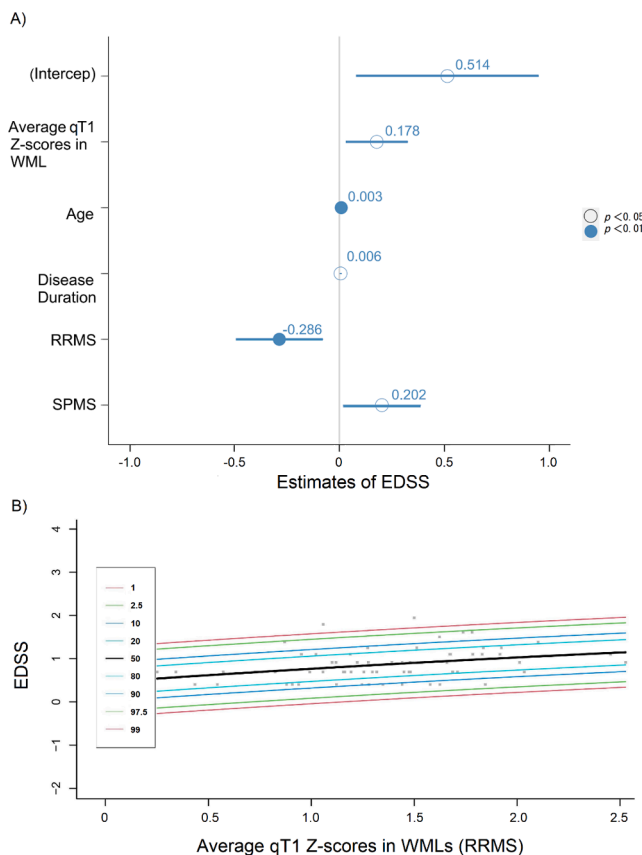 A)
(Intercep)
0.514
Average qT1
Z-scores in
WML
0.178
Age
0.003
Disease
Duration
0.006
RRMS
-0.286
SPMS
0.202
p<0.05
p<0.01
-1.0 -0.5 0 0.5 1.0
Estimates of EDSS
B)
EDSS
4
3
2
1
0
-1
-2
1
2.5
10
20
50
80
90
97.5
99
0 0.5 1.0 1.5 2.0 2.5
Average qT1 Z-scores in WMLs (RRMS)